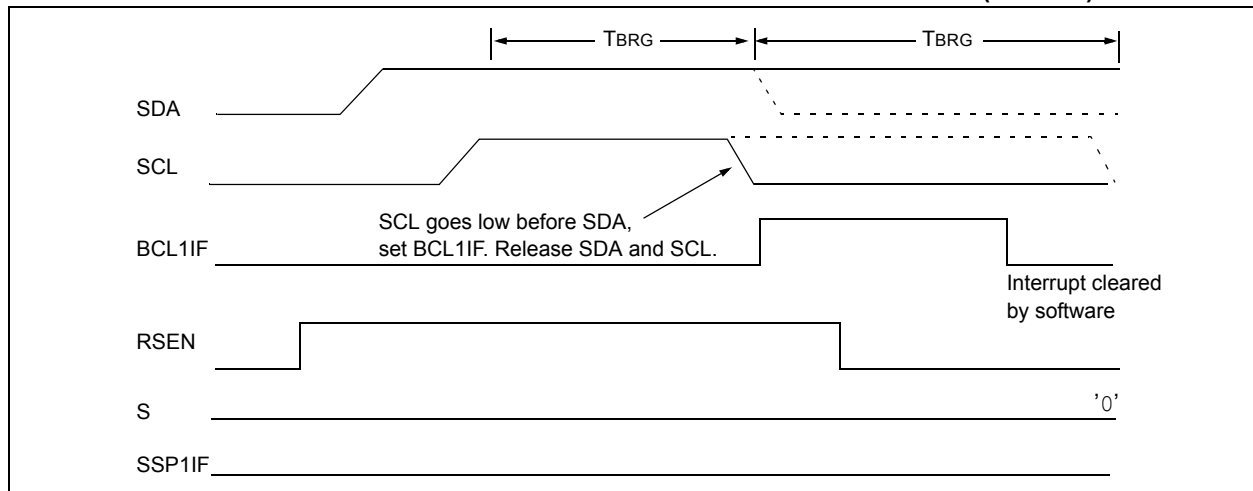 TBRG TBRG
SDA
SCL
SCL goes low before SDA,
set BCL1IF. Release SDA and SCL.
BCL1IF
Interrupt cleared
by software
RSEN
S
'0'
SSP1IF